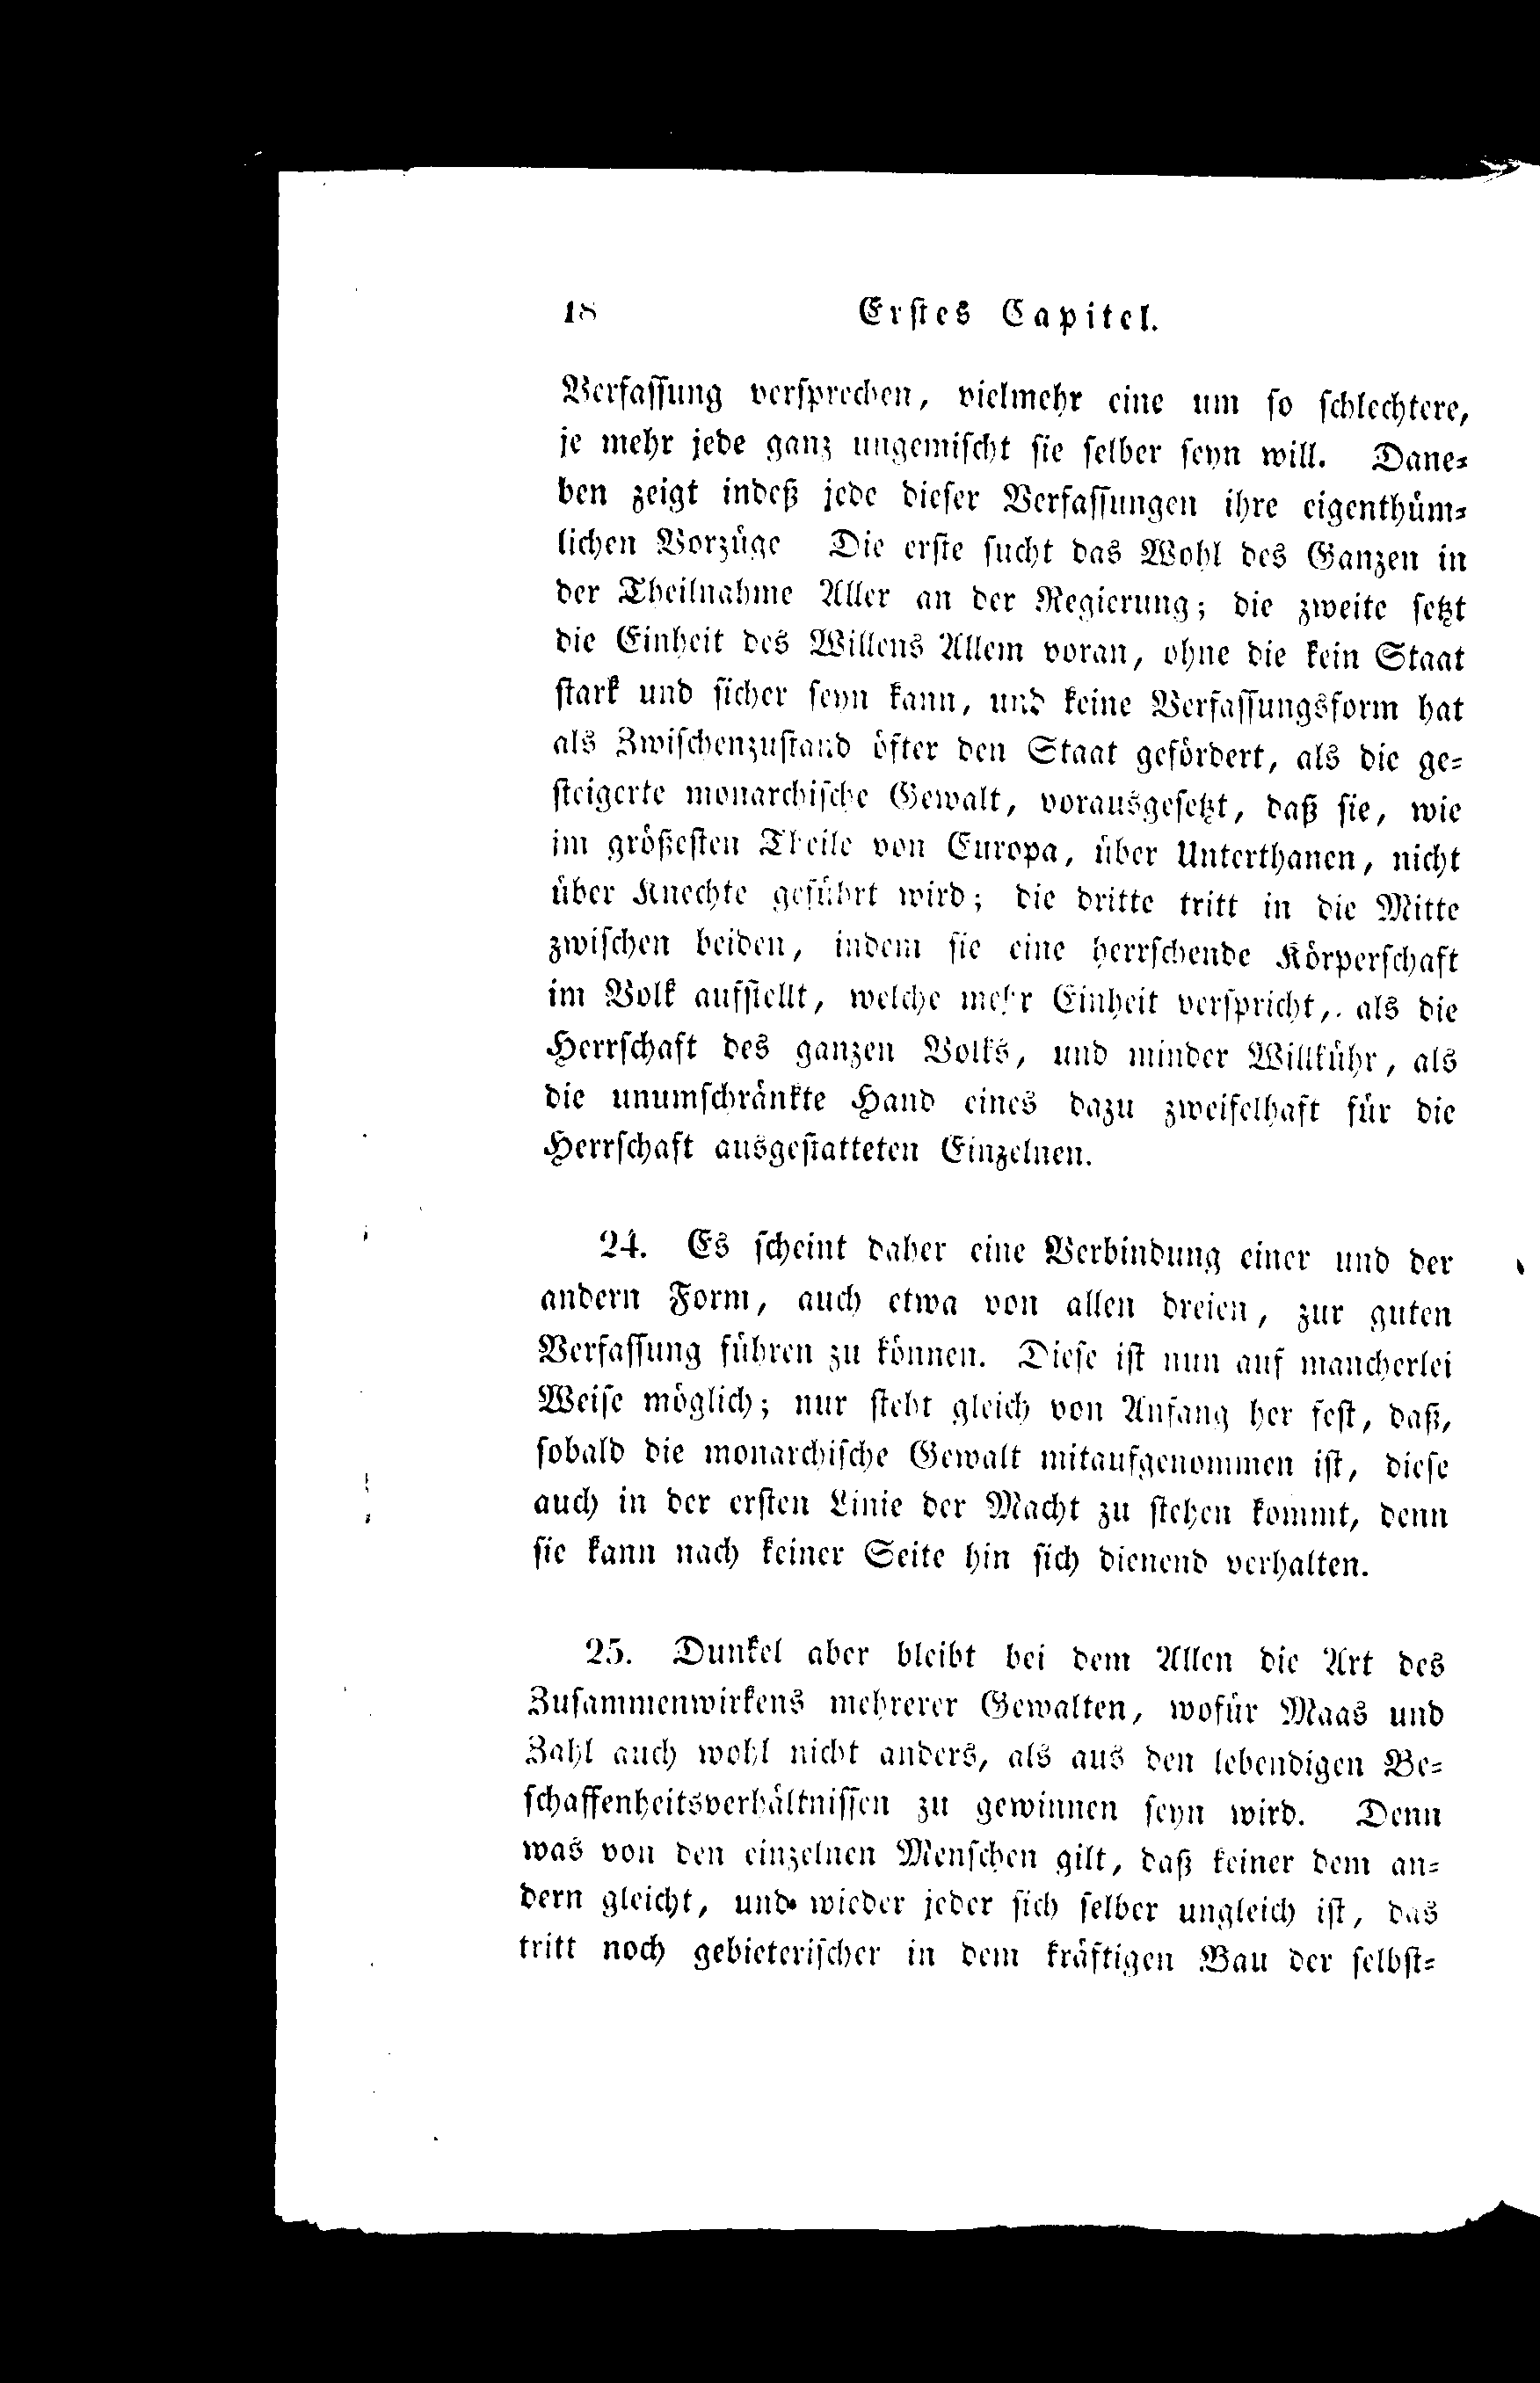 18 Erstes Capitel.
Verfassung versprechen, vielmehr eine um so schlechtere,
je mehr jede ganz ungemischt sie selber seyn will. Dane-
ben zeigt indeß jede dieser Verfassungen ihre eigenthüm-
lichen Vorzüge Die erste sucht das Wohl des Ganzen in
der Theilnahme Aller an der Regierung; die zweite setzt
die Einheit des Willens Allem voran, ohne die kein Staat
stark und sicher seyn kann, und keine Verfassungsform hat
als Zwischenzustand öfter den Staat gefördert, als die ge-
steigerte monarchische Gewalt, vorausgesetzt, daß sie, wie
im größesten Theile von Europa, über Unterthanen, nicht
über Knechte geführt wird; die dritte tritt in die Mitte
zwischen beiden, indem sie eine herrschende Körperschaft
im Volk aufstellt, welche mehr Einheit verspricht, als die
Herrschaft des ganzen Volks, und minder Willkühr, als
die unumschränkte Hand eines dazu zweifelhaft für die
Herrschaft ausgestatteten Einzelnen.
24. Es scheint daher eine Verbindung einer und der
andern Form, auch etwa von allen dreien, zur guten
Verfassung führen zu können. Diese ist nun auf mancherlei
Weise möglich; nur steht gleich von Anfang her fest, daß,
sobald die monarchische Gewalt mitaufgenommen ist, diese
auch in der ersten Linie der Macht zu stehen kommt, denn
sie kann nach keiner Seite hin sich dienend verhalten.
25. Dunkel aber bleibt bei dem Allen die Art des
Zusammenwirkens mehrerer Gewalten, wofür Maas und
Zahl auch wohl nicht anders, als aus den lebendigen Be-
schaffenheitsverhältnissen zu gewinnen seyn wird. Denn
was von den einzelnen Menschen gilt, daß keiner dem an-
dern gleicht, und wieder jeder sich selber ungleich ist, das
tritt noch gebieterischer in dem kräftigen Bau der selbst-